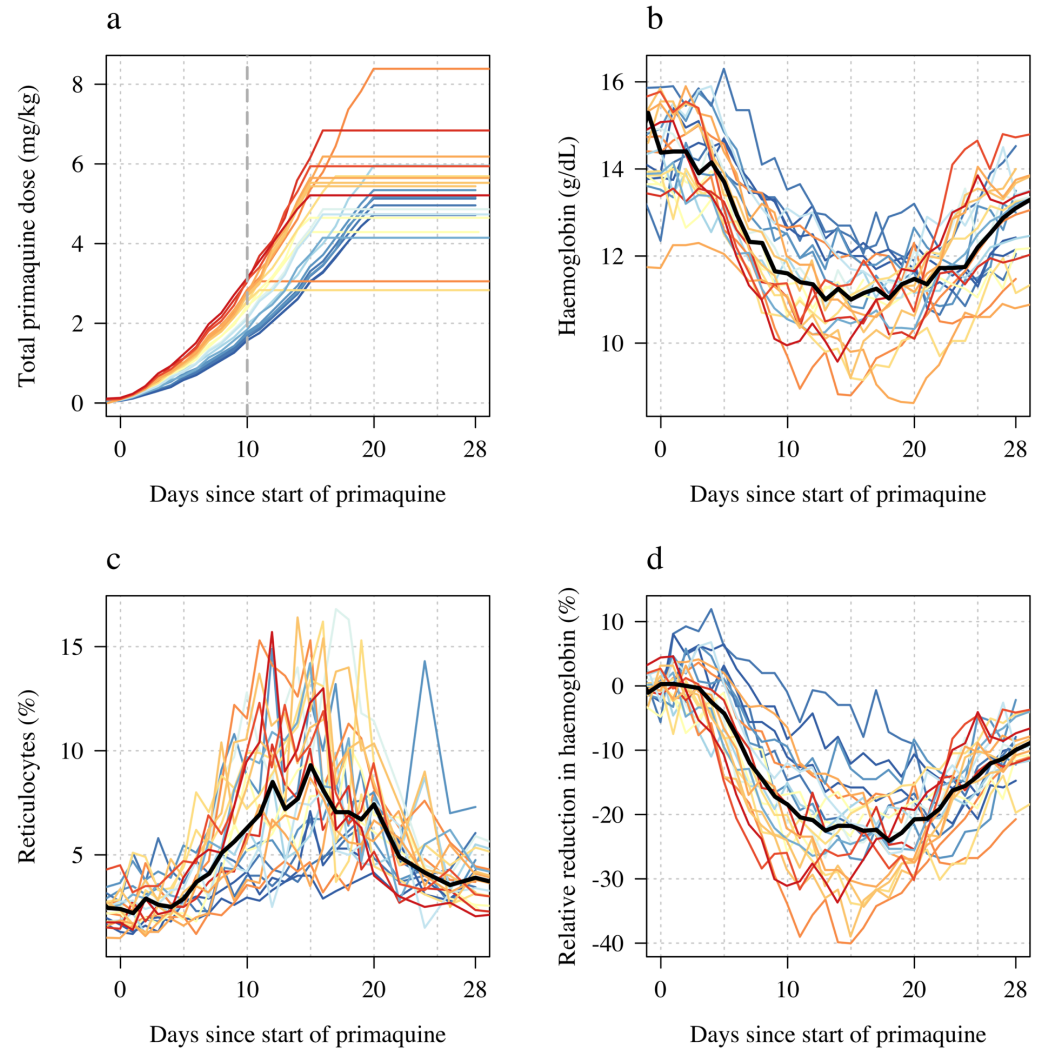 a
Total primaquine dose (mg/kg)
8
6
4
2
0
0 10 20 28
Days since start of primaquine
b
Haemoglobin (g/dL)
16
14
12
10
0 10 20 28
Days since start of primaquine
c
Reticulocytes (%)
15
10
5
0 10 20 28
Days since start of primaquine
d
Relative reduction in haemoglobin (%)
10
0
-10
-20
-30
-40
0 10 20 28
Days since start of primaquine